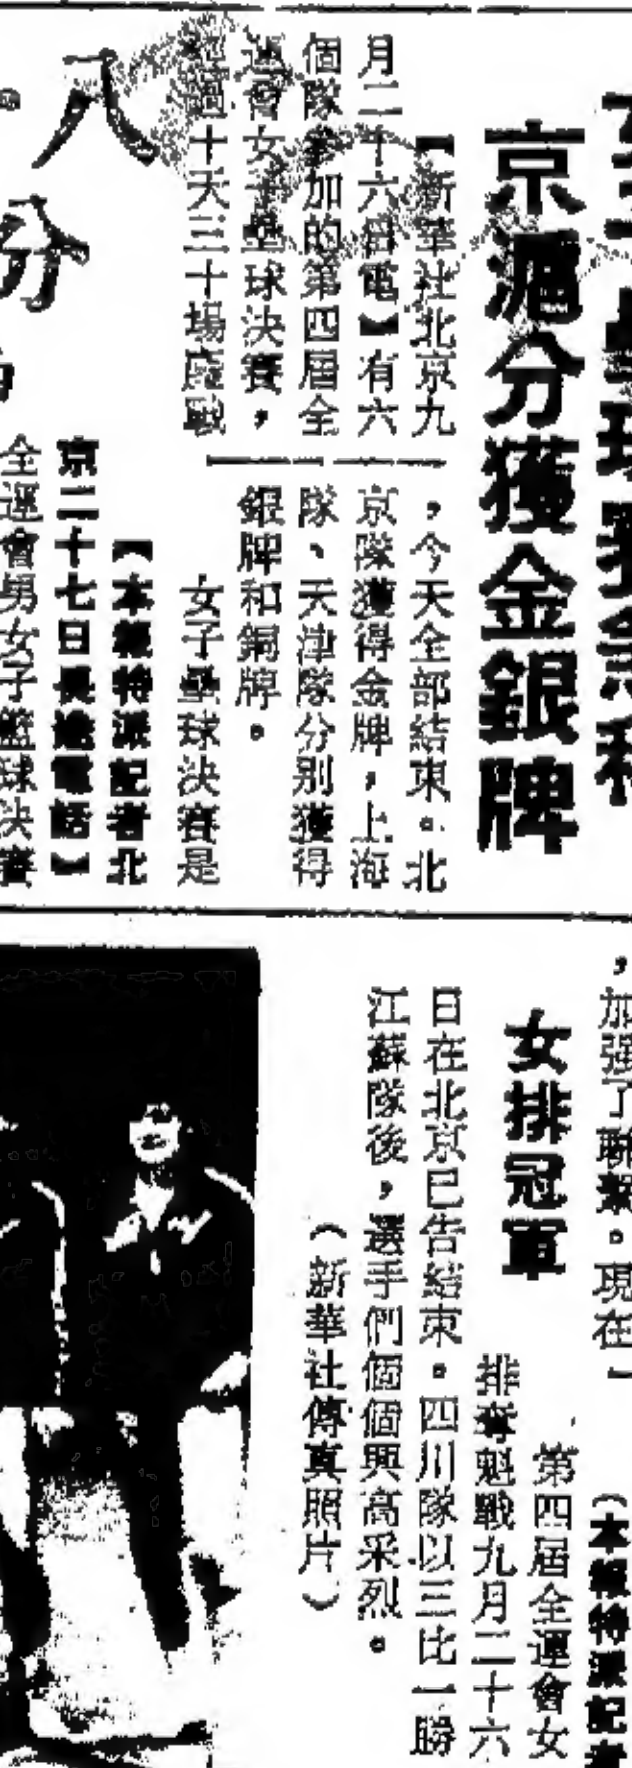 京滬分獲金銀牌
【新華社北京九
月二十六日電】有六
個隊參加的第四屆全
運會女子壘球決賽，
經過十天三十場鏖戰
，今天全部結束。北
京隊獲得金牌，上海
隊、天津隊分別獲得
銀牌和銅牌。
女子壘球決賽是
【本報特派記者北
京二十七日長途電話】
全運會男女子籃球決賽
八
分
，加强了聯繫。現在一
（本報特派記者
女排冠軍
第四屆全運會女
排奪魁戰九月二十六
日在北京已告結束。四川隊以三比一勝
江蘇隊後，選手們個個興高采烈。
（新華社傳真照片）